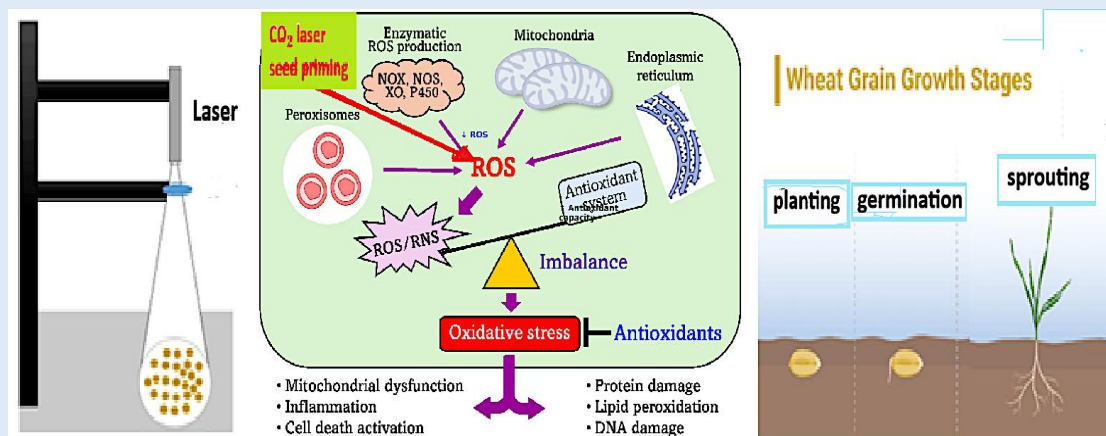 Laser
CO₂ laser
seed priming
Enzymatic
ROS production
NOX, NOS,
XO, P450
Mitochondria
Endoplasmic
reticulum
Peroxisomes
↓ ROS
ROS
Antioxidant
system
Antioxidant
capacity
ROS/RNS
Imbalance
Oxidative stress
Antioxidants
• Mitochondrial dysfunction
• Inflammation
• Cell death activation
• Protein damage
• Lipid peroxidation
• DNA damage
Wheat Grain Growth Stages
planting
germination
sprouting